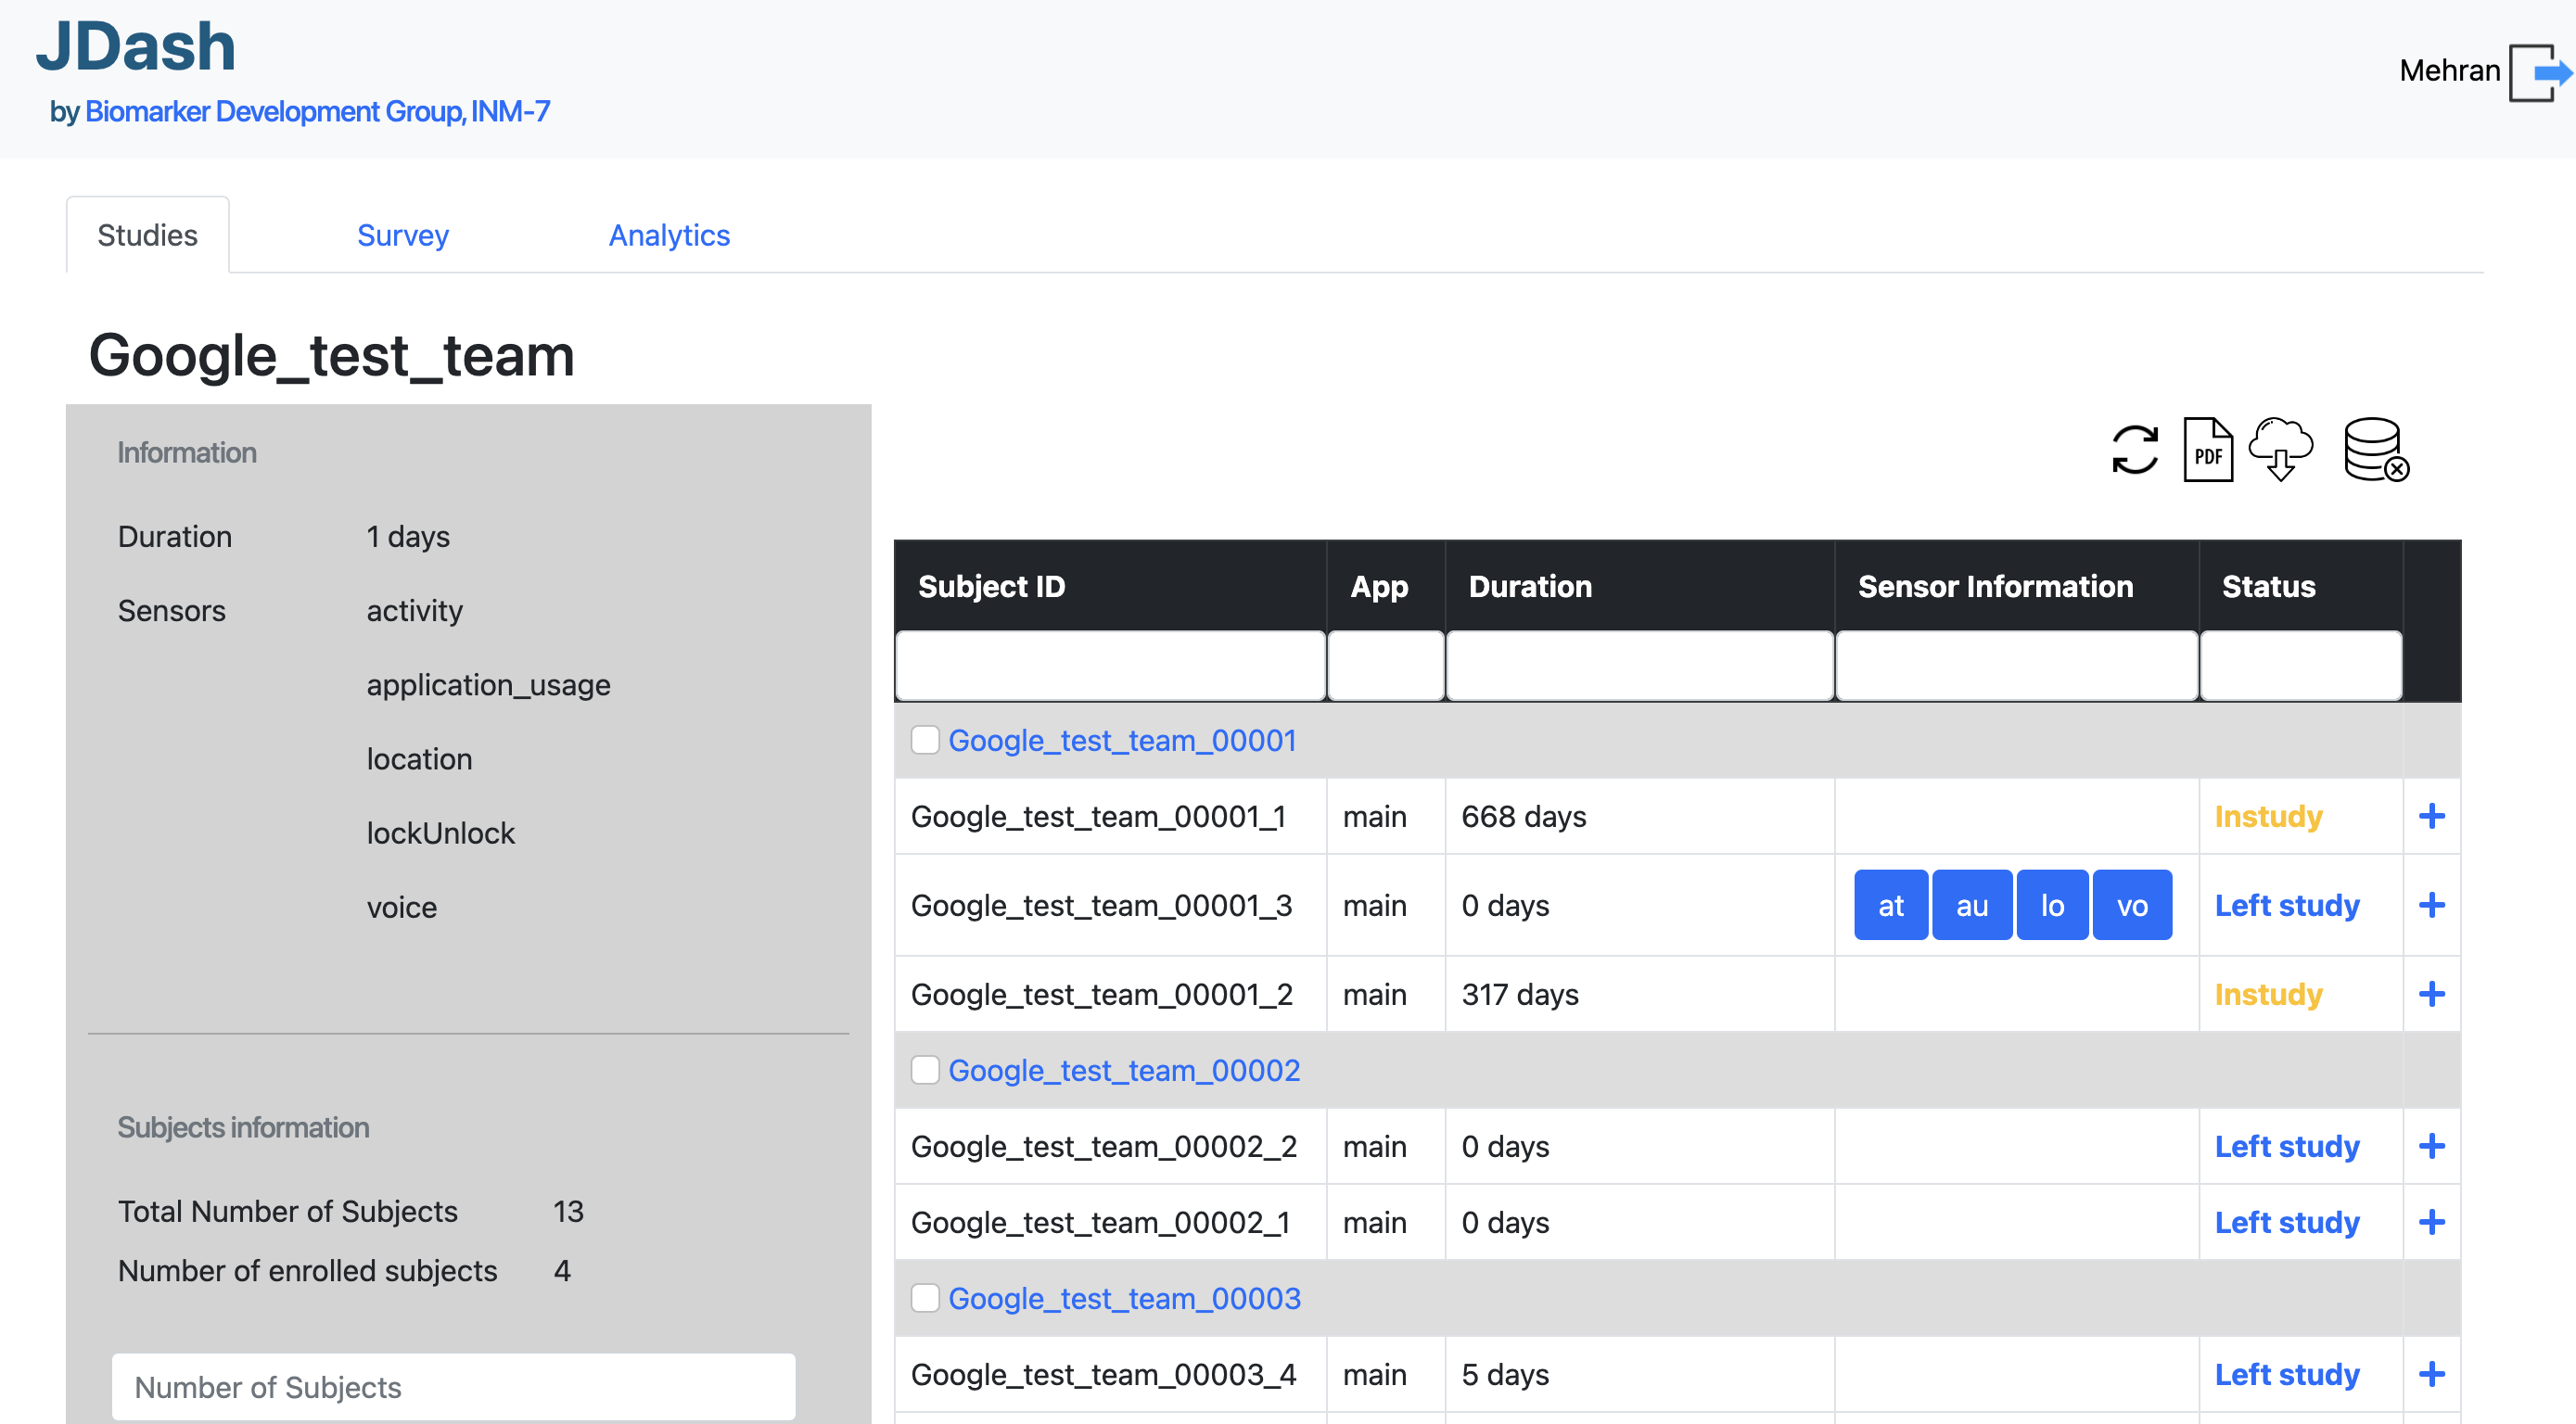 JDash
by Biomarker Development Group, INM-7
Mehran
Studies Survey Analytics
Google_test_team
Information
Duration 1 days
Sensors activity
application_usage
location
lockUnlock
voice
Subjects information
Total Number of Subjects 13
Number of enrolled subjects 4
Number of Subjects
PDF
Subject ID App Duration Sensor Information Status
Google_test_team_00001
Google_test_team_00001_1 main 668 days Instudy +
Google_test_team_00001_3 main 0 days at au lo vo Left study +
Google_test_team_00001_2 main 317 days Instudy +
Google_test_team_00002
Google_test_team_00002_2 main 0 days Left study +
Google_test_team_00002_1 main 0 days Left study +
Google_test_team_00003
Google_test_team_00003_4 main 5 days Left study +